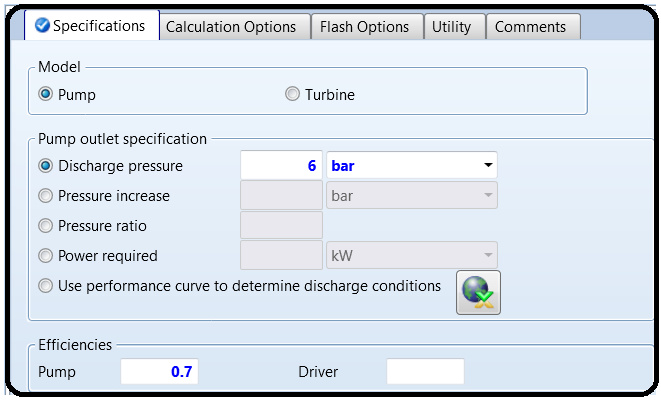 Specifications Calculation Options Flash Options Utility Comments
Model
Pump Turbine
Pump outlet specification
Discharge pressure 6 bar
Pressure increase bar
Pressure ratio
Power required kW
Use performance curve to determine discharge conditions
Efficiencies
Pump 0.7 Driver